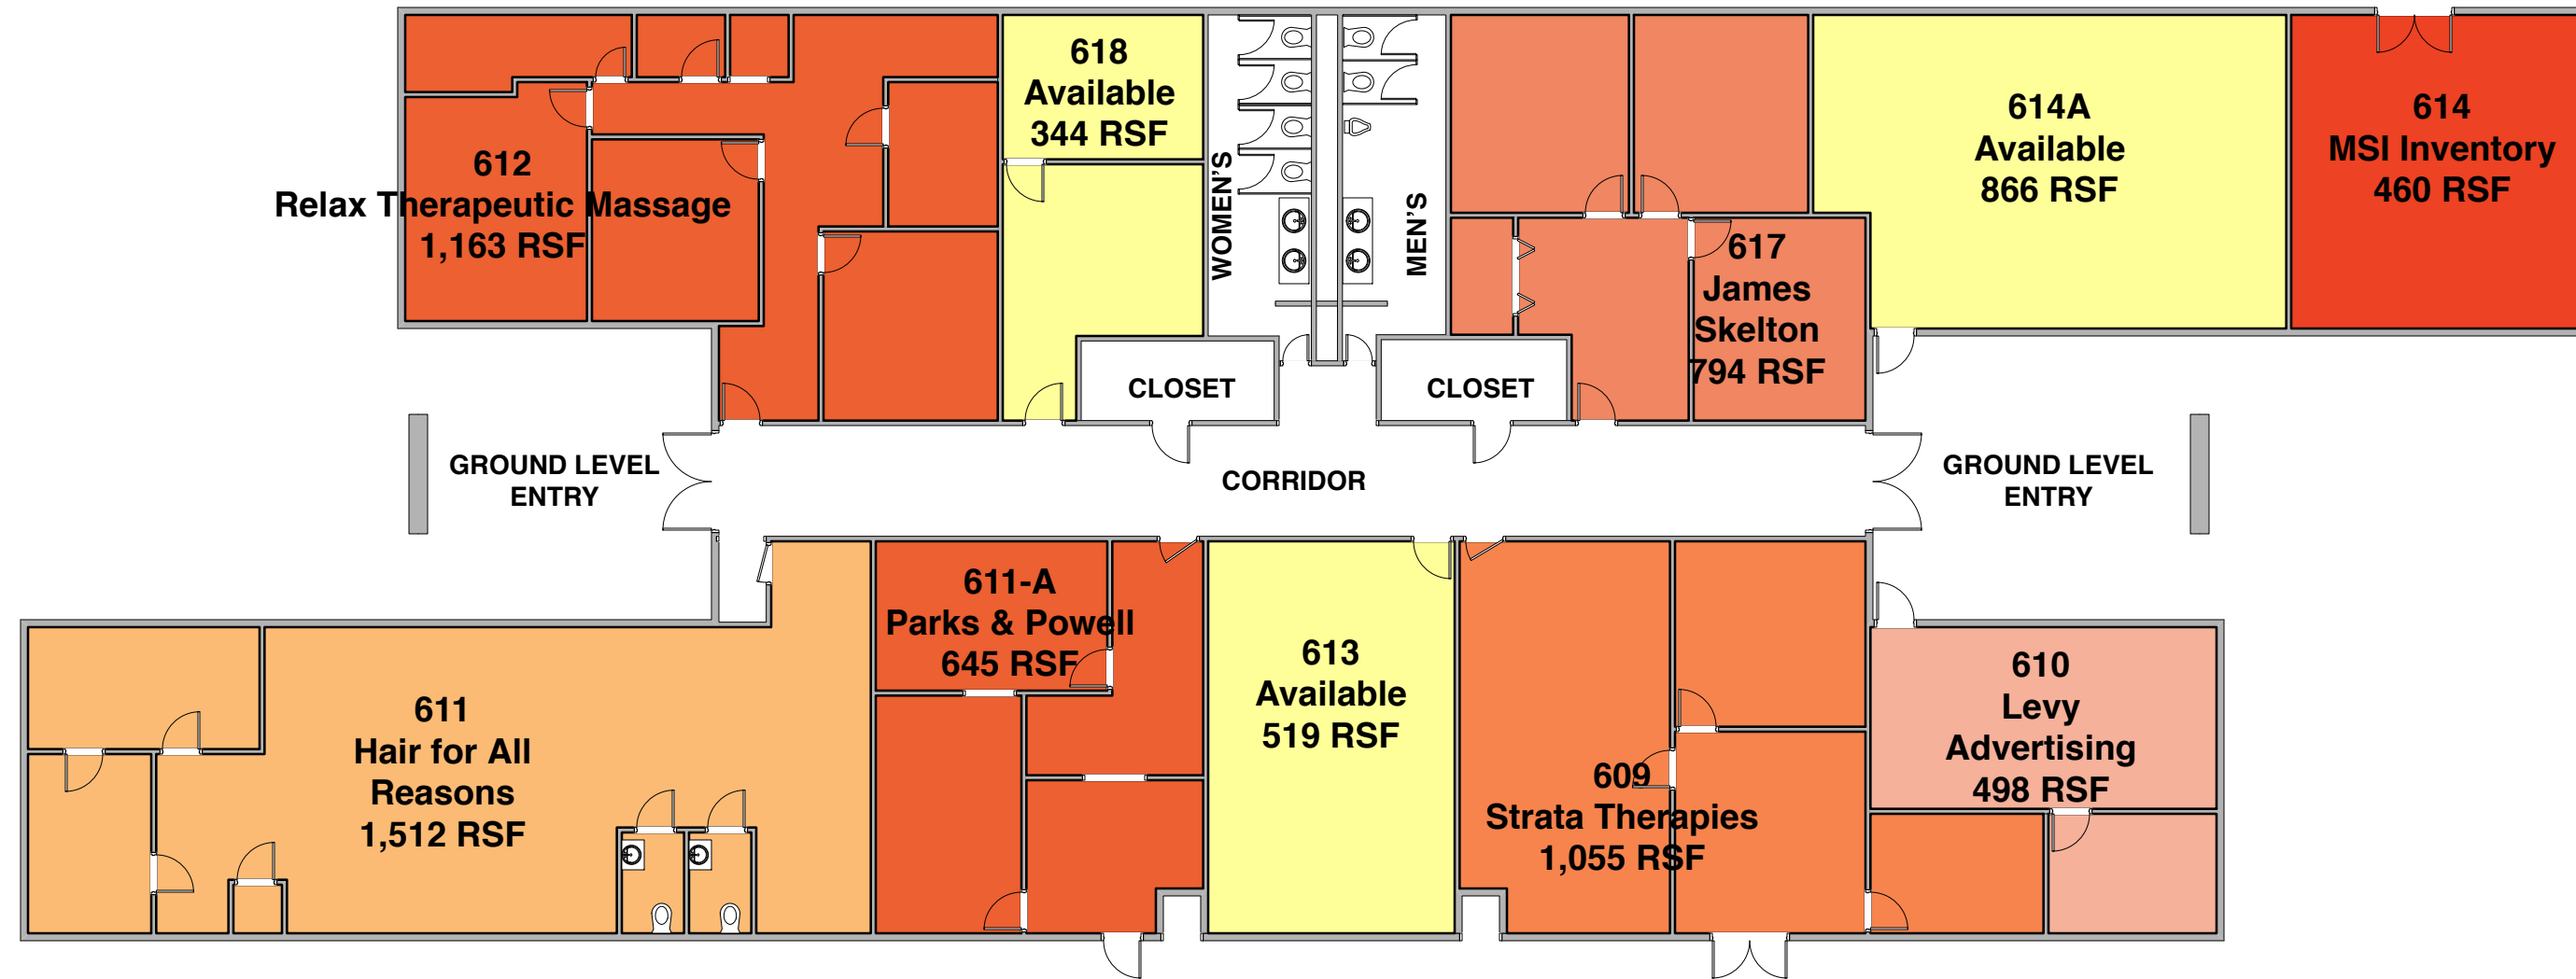 612
Relax Therapeutic Massage
1,163 RSF
618
Available
344 RSF
WOMEN'S
MEN'S
617
James
Skelton
794 RSF
614A
Available
866 RSF
614
MSI Inventory
460 RSF
CLOSET
CLOSET
GROUND LEVEL
ENTRY
CORRIDOR
GROUND LEVEL
ENTRY
611
Hair for All
Reasons
1,512 RSF
611-A
Parks & Powell
645 RSF
613
Available
519 RSF
609
Strata Therapies
1,055 RSF
610
Levy
Advertising
498 RSF